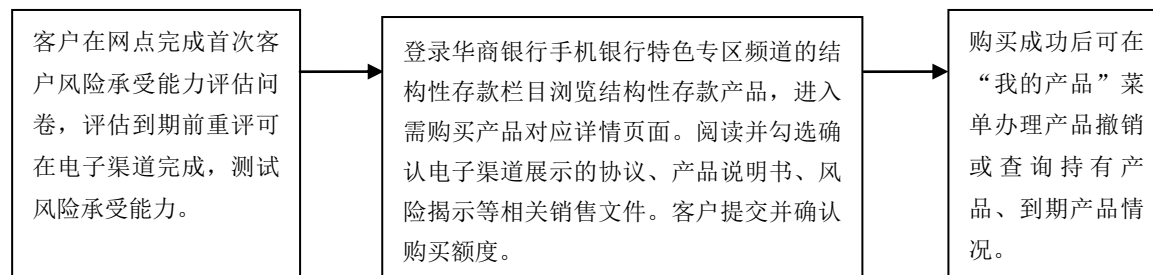 客户在网点完成首次客
户风险承受能力评估问
卷，评估到期前重评可
在电子渠道完成，测试
风险承受能力。
登录华商银行手机银行特色专区频道的结
构性存款栏目浏览结构性存款产品，进入
需购买产品对应详情页面。阅读并勾选确
认电子渠道展示的协议、产品说明书、风
险揭示等相关销售文件。客户提交并确认
购买额度。
购买成功后可在
“我的产品”菜
单办理产品撤销
或查询持有产
品、到期产品情
况。